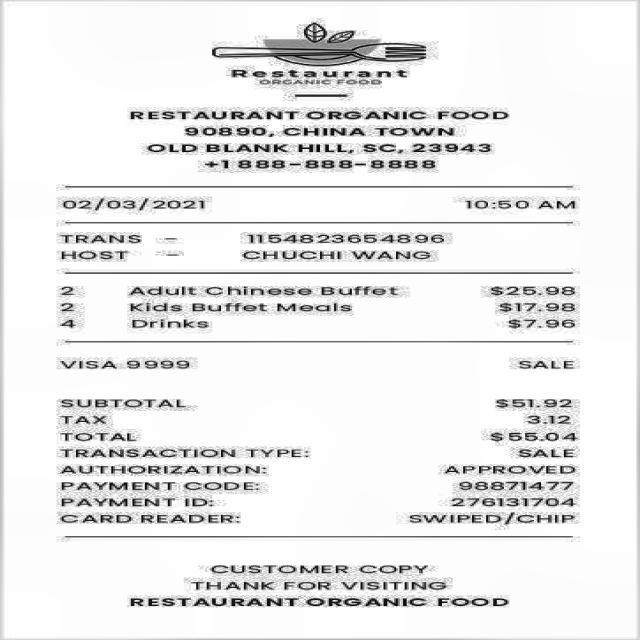 Restaurant
ORGANIC FOOD
RESTAURANT ORGANIC FOOD
90890, CHINA TOWN
OLD BLANK HILL, SC, 23943
+1 888-888-8888
02/03/2021 10:50 AM
TRANS - 1154823654896
HOST - CHUCHI WANG
2 Adult Chinese Buffet $25.98
2 Kids Buffet Meals $17.98
4 Drinks $7.96
VISA 9999 SALE
SUBTOTAL $51.92
TAX 3.12
TOTAL $55.04
TRANSACTION TYPE: SALE
AUTHORIZATION: APPROVED
PAYMENT CODE: 98871477
PAYMENT ID: 276131704
CARD READER: SWIPED/CHIP
CUSTOMER COPY
THANK FOR VISITING
RESTAURANT ORGANIC FOOD